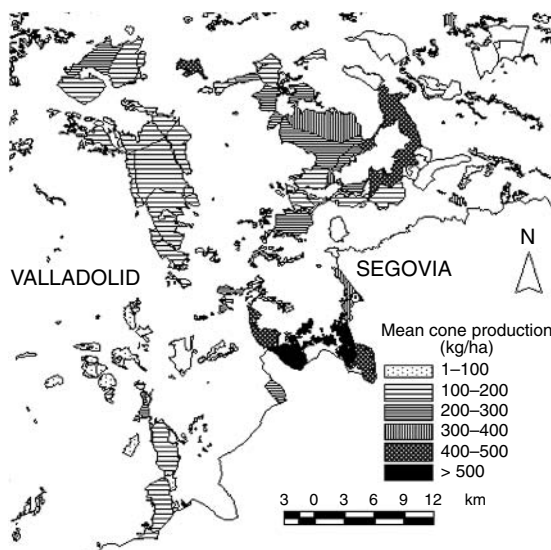 VALLADOLID
SEGOVIA
N
Mean cone production
(kg/ha)
1–100
100–200
200–300
300–400
400–500
> 500
3 0 3 6 9 12 km